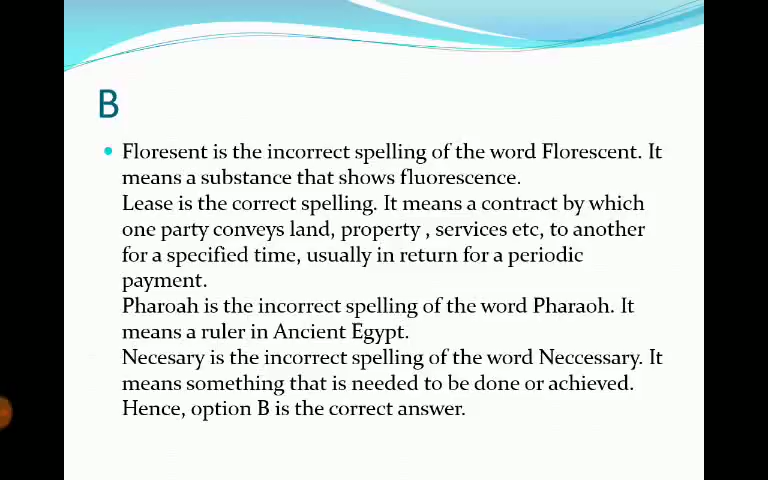 B
Floresent is the incorrect spelling of the word Florescent. It
means a substance that shows fluorescence.
Lease is the correct spelling. It means a contract by which
one party conveys land, property , services etc, to another
for a specified time, usually in return for a periodic
payment.
Pharoah is the incorrect spelling of the word Pharaoh. It
means a ruler in Ancient Egypt.
Necesary is the incorrect spelling of the word Neccessary. It
means something that is needed to be done or achieved.
Hence, option B is the correct answer.